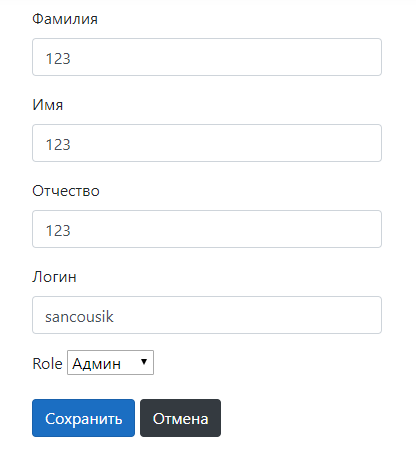 Фамилия
123
Имя
123
Отчество
123
Логин
sancousik
Role Админ
Сохранить Отмена